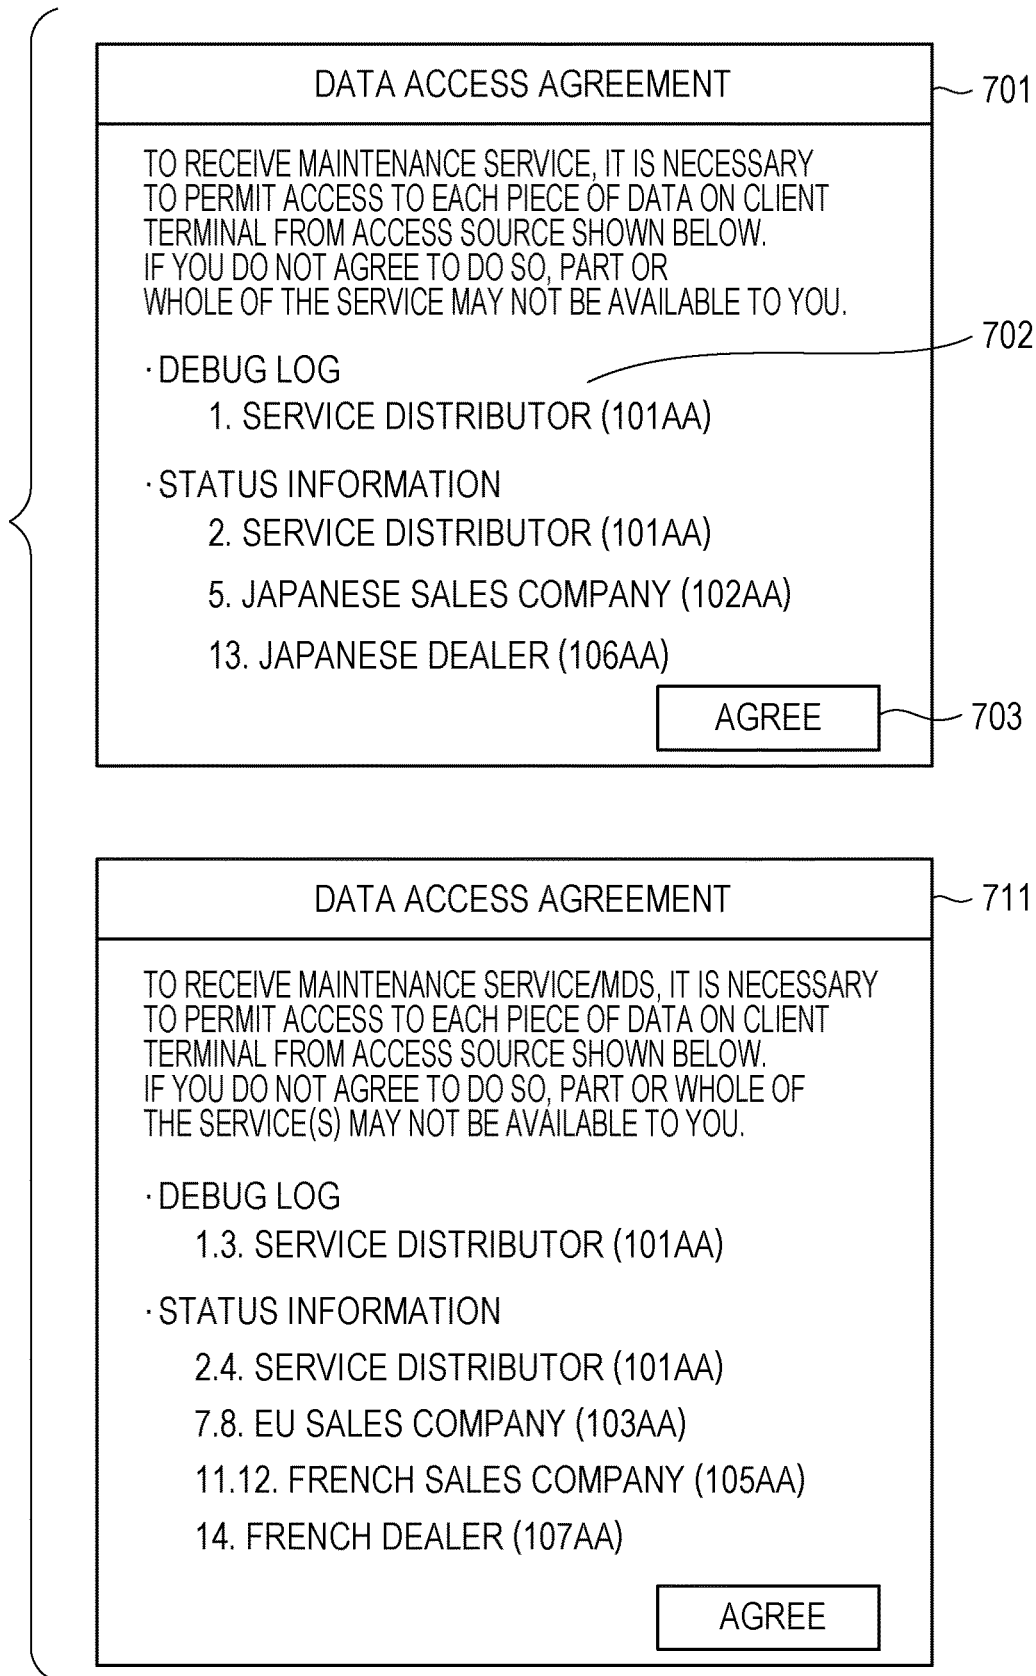 DATA ACCESS AGREEMENT
701
TO RECEIVE MAINTENANCE SERVICE, IT IS NECESSARY
TO PERMIT ACCESS TO EACH PIECE OF DATA ON CLIENT
TERMINAL FROM ACCESS SOURCE SHOWN BELOW.
IF YOU DO NOT AGREE TO DO SO, PART OR
WHOLE OF THE SERVICE MAY NOT BE AVAILABLE TO YOU.
702
· DEBUG LOG
1. SERVICE DISTRIBUTOR (101AA)
· STATUS INFORMATION
2. SERVICE DISTRIBUTOR (101AA)
5. JAPANESE SALES COMPANY (102AA)
13. JAPANESE DEALER (106AA)
AGREE
703
DATA ACCESS AGREEMENT
711
TO RECEIVE MAINTENANCE SERVICE/MDS, IT IS NECESSARY
TO PERMIT ACCESS TO EACH PIECE OF DATA ON CLIENT
TERMINAL FROM ACCESS SOURCE SHOWN BELOW.
IF YOU DO NOT AGREE TO DO SO, PART OR WHOLE OF
THE SERVICE(S) MAY NOT BE AVAILABLE TO YOU.
· DEBUG LOG
1.3. SERVICE DISTRIBUTOR (101AA)
· STATUS INFORMATION
2.4. SERVICE DISTRIBUTOR (101AA)
7.8. EU SALES COMPANY (103AA)
11.12. FRENCH SALES COMPANY (105AA)
14. FRENCH DEALER (107AA)
AGREE